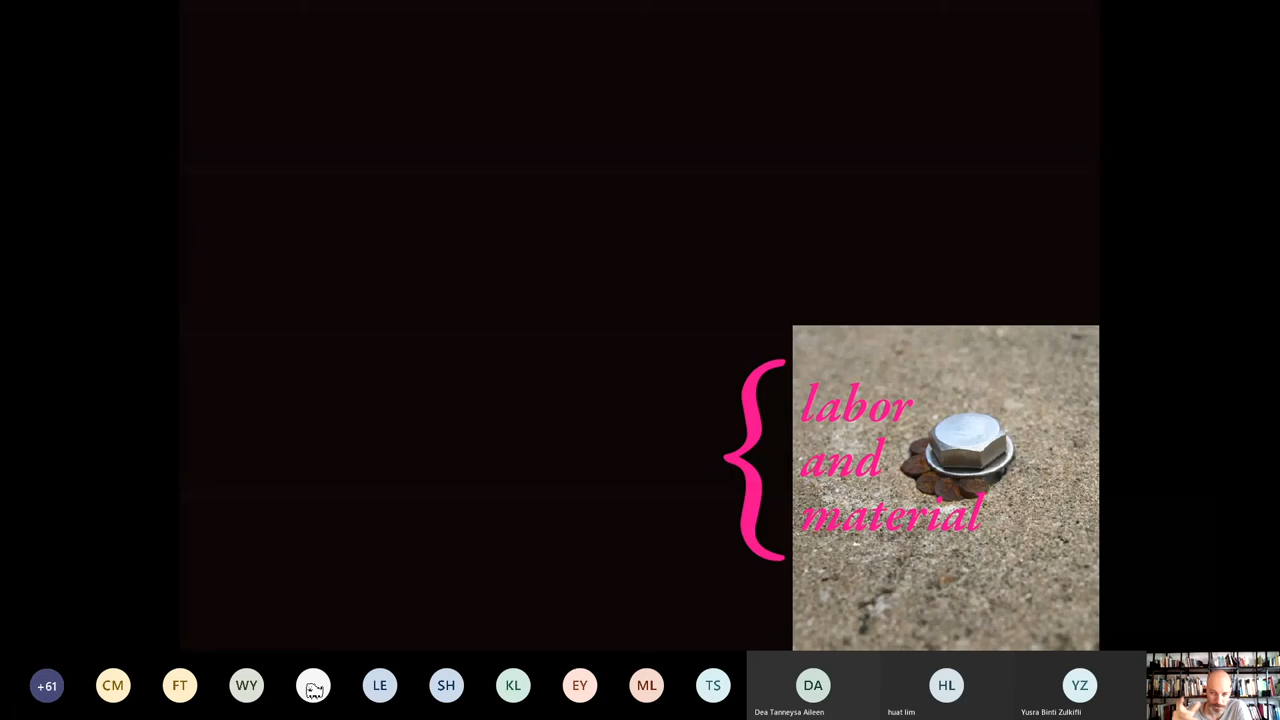 labor
and
material
+61
CM
FT
WY
LE
SH
KL
EY
ML
TS
DA
HL
YZ
Dea Tanneysa Aileen
huat lim
Yusra Binti Zulkifli